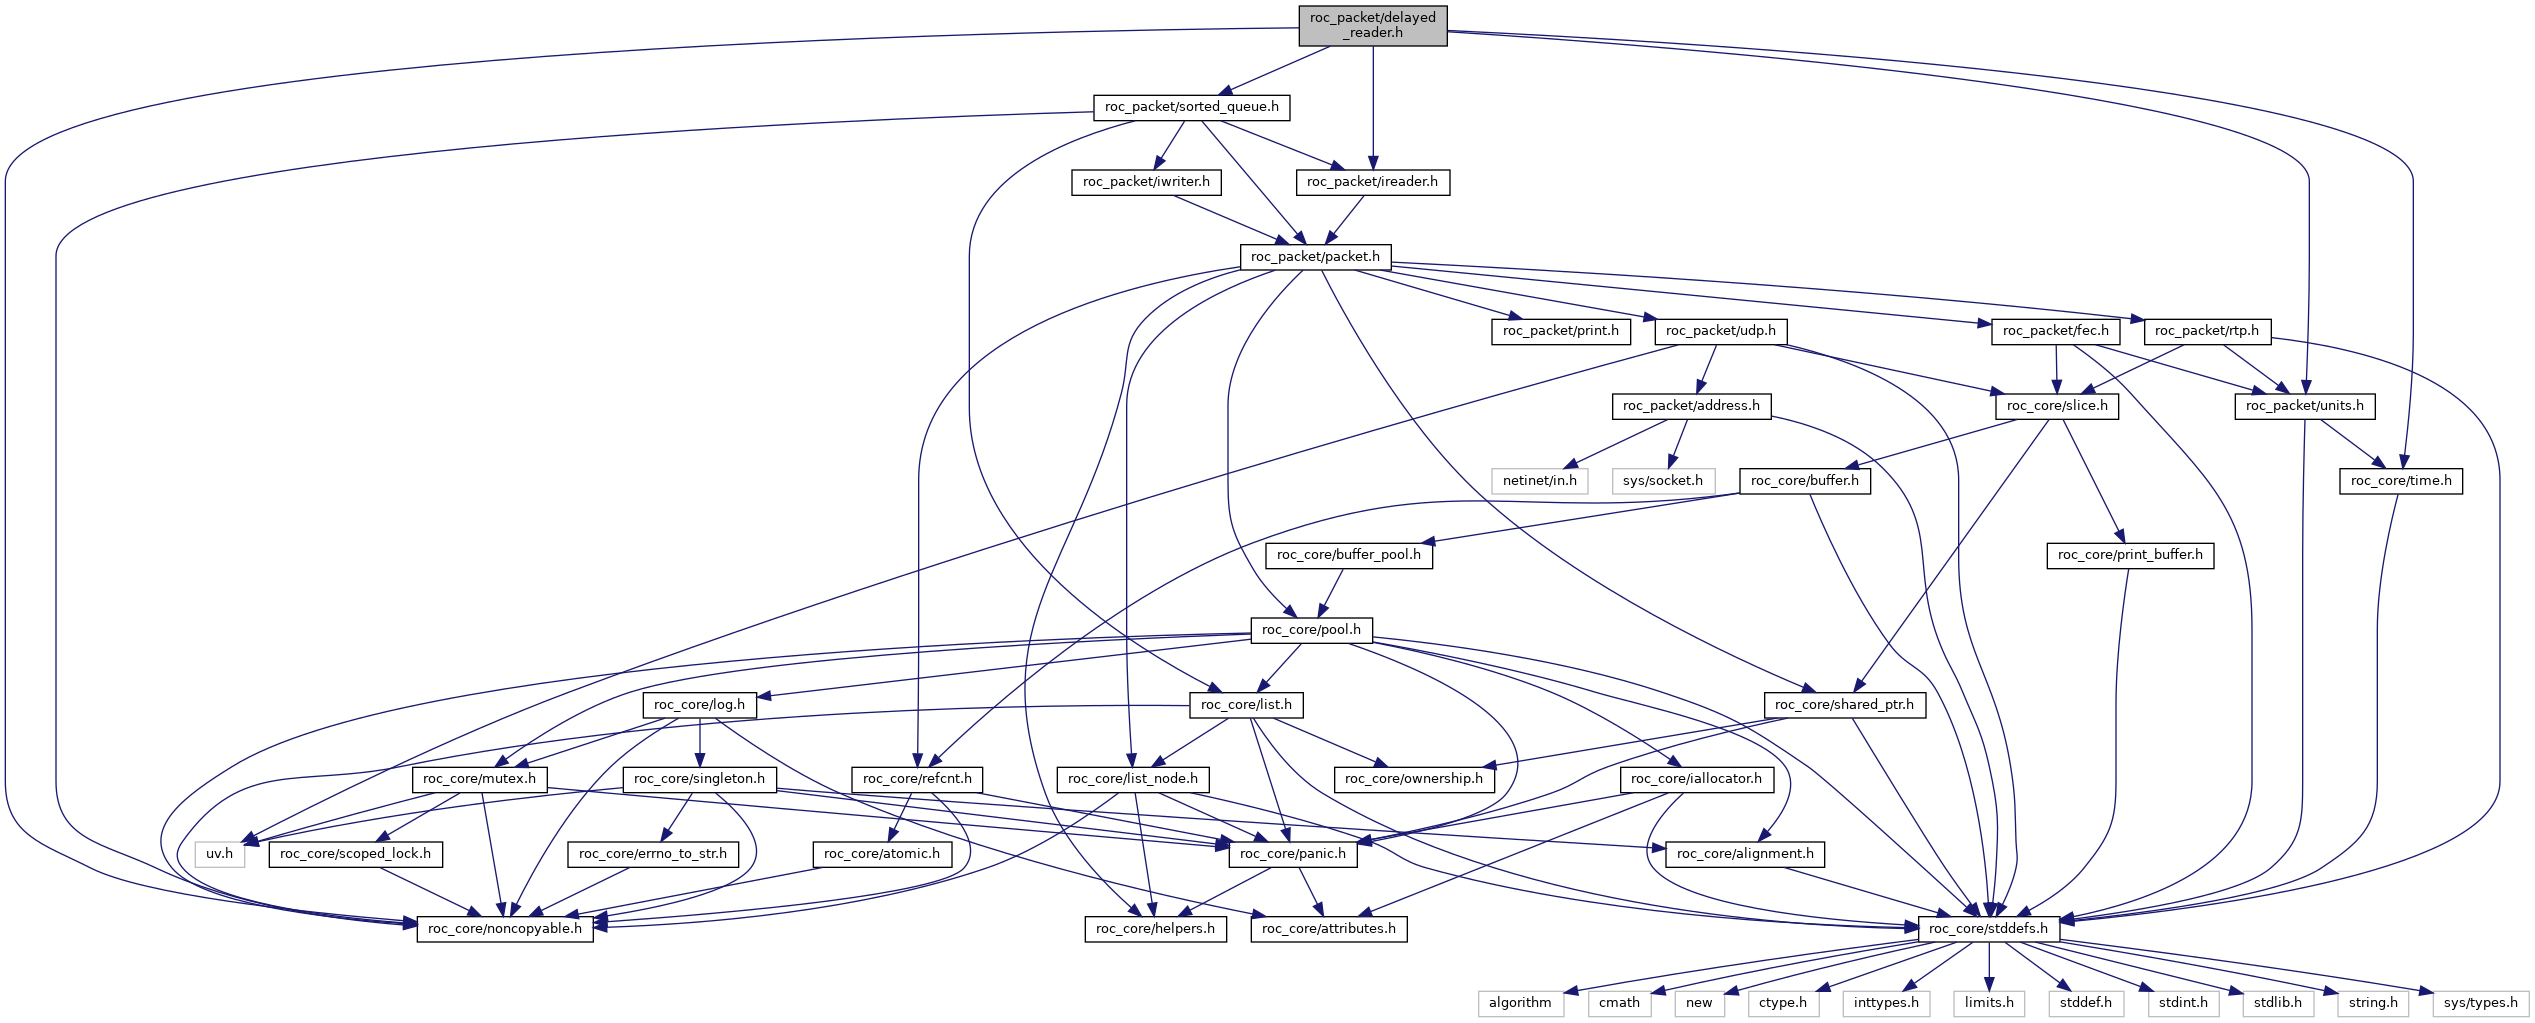 roc_packet/delayed
_reader.h
roc_packet/sorted_queue.h
roc_packet/iwriter.h
roc_packet/ireader.h
roc_packet/packet.h
roc_packet/print.h
roc_packet/udp.h
roc_packet/fec.h
roc_packet/rtp.h
roc_packet/address.h
roc_core/slice.h
roc_packet/units.h
netinet/in.h
sys/socket.h
roc_core/buffer.h
roc_core/time.h
roc_core/buffer_pool.h
roc_core/print_buffer.h
roc_core/pool.h
roc_core/log.h
roc_core/list.h
roc_core/shared_ptr.h
roc_core/mutex.h
roc_core/singleton.h
roc_core/refcnt.h
roc_core/list_node.h
roc_core/ownership.h
roc_core/iallocator.h
uv.h
roc_core/scoped_lock.h
roc_core/errno_to_str.h
roc_core/atomic.h
roc_core/panic.h
roc_core/alignment.h
roc_core/noncopyable.h
roc_core/helpers.h
roc_core/attributes.h
roc_core/stddefs.h
algorithm
cmath
new
ctype.h
inttypes.h
limits.h
stddef.h
stdint.h
stdlib.h
string.h
sys/types.h